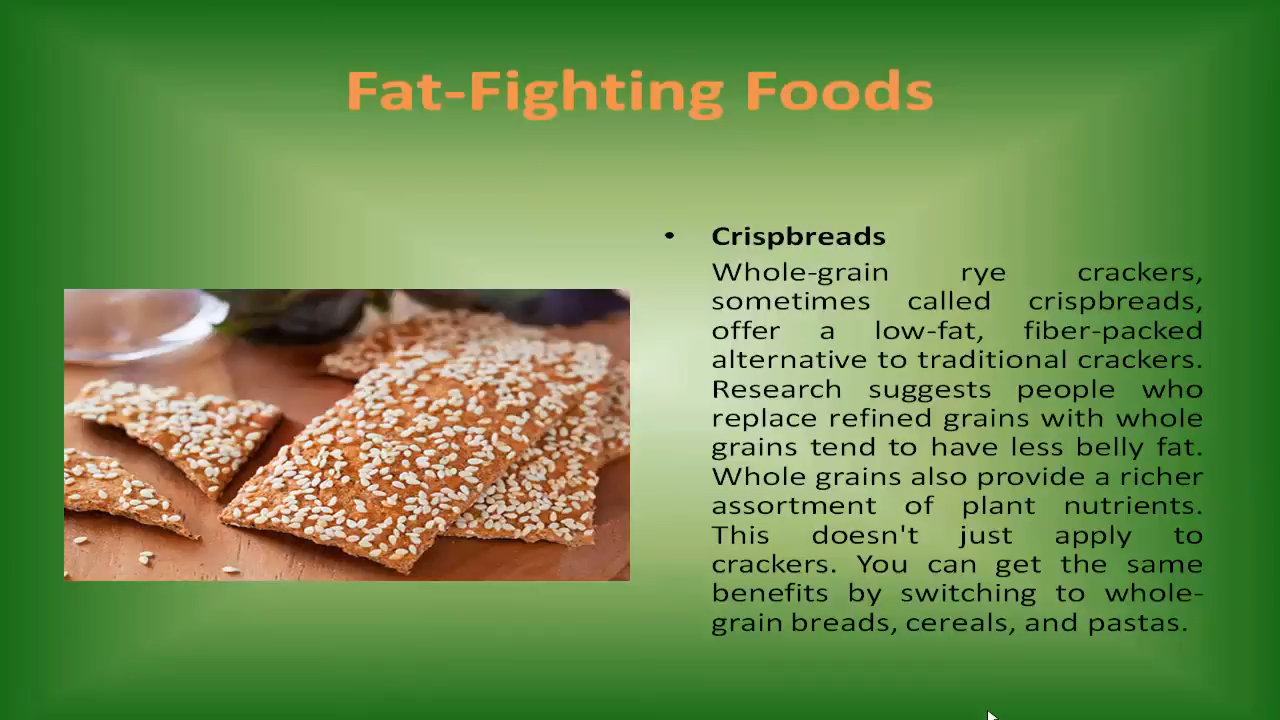 Fat-Fighting Foods
• Crispbreads
Whole-grain rye crackers,
sometimes called crispbreads,
offer a low-fat, fiber-packed
alternative to traditional crackers.
Research suggests people who
replace refined grains with whole
grains tend to have less belly fat.
Whole grains also provide a richer
assortment of plant nutrients.
This doesn't just apply to
crackers. You can get the same
benefits by switching to whole-
grain breads, cereals, and pastas.